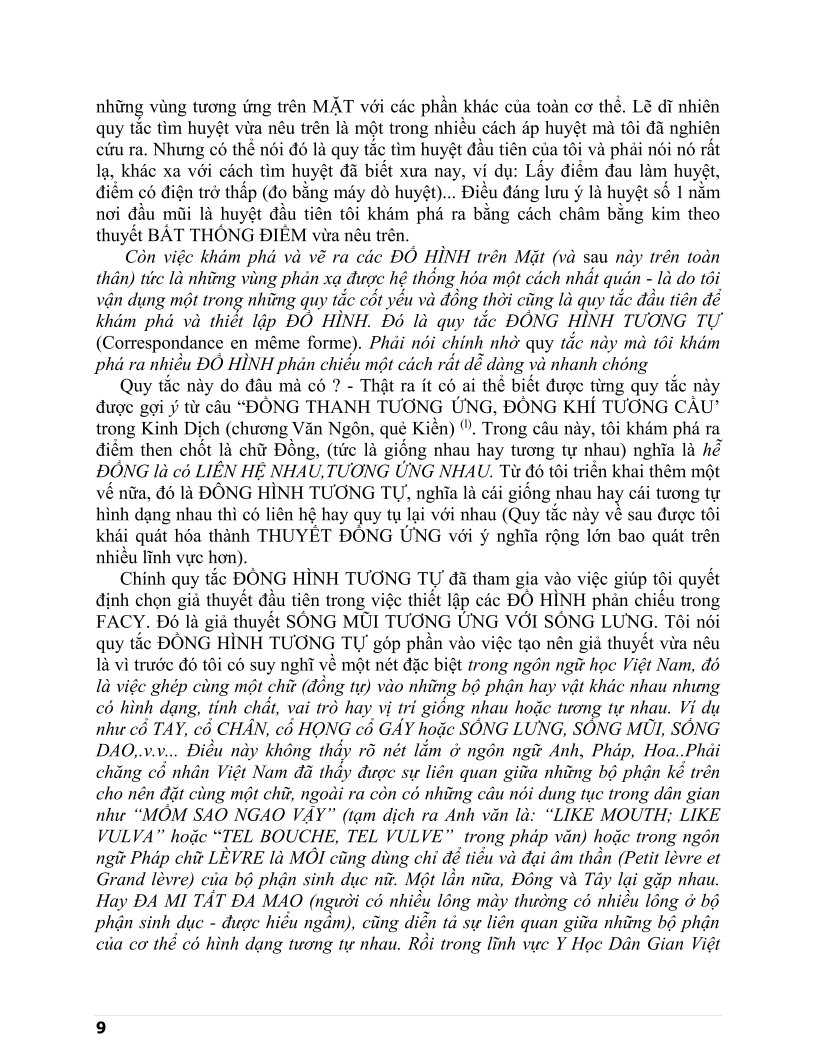 những vùng tương ứng trên MẶT với các phần khác của toàn cơ thể. Lẽ dĩ nhiên
quy tắc tìm huyệt vừa nêu trên là một trong nhiều cách áp huyệt mà tôi đã nghiên
cứu ra. Nhưng có thể nói đó là quy tắc tìm huyệt đầu tiên của tôi và phải nói nó rất
lạ, khác xa với cách tìm huyệt đã biết xưa nay, ví dụ: Lấy điểm đau làm huyệt,
điểm có điện trở thấp (đo bằng máy dò huyệt)... Điều đáng lưu ý là huyệt số 1 nằm
nơi đầu mũi là huyệt đầu tiên tôi khám phá ra bằng cách châm bằng kim theo
thuyết BẤT THỐNG ĐIỂM vừa nêu trên.
Còn việc khám phá và vẽ ra các ĐỒ HÌNH trên Mặt (và sau này trên toàn
thân) tức là những vùng phản xạ được hệ thống hóa một cách nhất quán - là do tôi
vận dụng một trong những quy tắc cốt yếu và đồng thời cũng là quy tắc đầu tiên để
khám phá và thiết lập ĐỒ HÌNH. Đó là quy tắc ĐỒNG HÌNH TƯƠNG TỰ
(Correspondance en même forme). Phải nói chính nhờ quy tắc này mà tôi khám
phá ra nhiều ĐỒ HÌNH phản chiếu một cách rất dễ dàng và nhanh chóng
Quy tắc này do đâu mà có ? - Thật ra ít có ai thể biết được từng quy tắc này
được gợi ý từ câu “ĐỒNG THANH TƯƠNG ỨNG, ĐỒNG KHÍ TƯƠNG CẦU’
trong Kinh Dịch (chương Văn Ngôn, quẻ Kiền) (1). Trong câu này, tôi khám phá ra
điểm then chốt là chữ Đồng, (tức là giống nhau hay tương tự nhau) nghĩa là hễ
ĐỒNG là có LIÊN HỆ NHAU,TƯƠNG ỨNG NHAU. Từ đó tôi triển khai thêm một
vế nữa, đó là ĐÔNG HÌNH TƯƠNG TỰ, nghĩa là cái giống nhau hay cái tương tự
hình dạng nhau thì có liên hệ hay quy tụ lại với nhau (Quy tắc này về sau được tôi
khái quát hóa thành THUYẾT ĐỒNG ỨNG với ý nghĩa rộng lớn bao quát trên
nhiều lĩnh vực hơn).
Chính quy tắc ĐỒNG HÌNH TƯƠNG TỰ đã tham gia vào việc giúp tôi quyết
định chọn giả thuyết đầu tiên trong việc thiết lập các ĐỒ HÌNH phản chiếu trong
FACY. Đó là giả thuyết SỐNG MŨI TƯƠNG ỨNG VỚI SỐNG LƯNG. Tôi nói
quy tắc ĐỒNG HÌNH TƯƠNG TỰ góp phần vào việc tạo nên giả thuyết vừa nêu
là vì trước đó tôi có suy nghĩ về một nét đặc biệt trong ngôn ngữ học Việt Nam, đó
là việc ghép cùng một chữ (đồng tự) vào những bộ phận hay vật khác nhau nhưng
có hình dạng, tính chất, vai trò hay vị trí giống nhau hoặc tương tự nhau. Ví dụ
như cổ TAY, cổ CHÂN, cổ HỌNG cổ GÁY hoặc SỐNG LƯNG, SỐNG MŨI, SỐNG
DAO,.v.v... Điều này không thấy rõ nét lắm ở ngôn ngữ Anh, Pháp, Hoa..Phải
chăng cổ nhân Việt Nam đã thấy được sự liên quan giữa những bộ phận kể trên
cho nên đặt cùng một chữ, ngoài ra còn có những câu nói dung tục trong dân gian
như “MỒM SAO NGAO VẬY” (tạm dịch ra Anh văn là: “LIKE MOUTH; LIKE
VULVA” hoặc “TEL BOUCHE, TEL VULVE” trong pháp văn) hoặc trong ngôn
ngữ Pháp chữ LÈVRE là MÔI cũng dùng chỉ để tiểu và đại âm thần (Petit lèvre et
Grand lèvre) của bộ phận sinh dục nữ. Một lần nữa, Đông và Tây lại gặp nhau.
Hay ĐA MI TẤT ĐA MAO (người có nhiều lông mày thường có nhiều lông ở bộ
phận sinh dục - được hiểu ngầm), cũng diễn tả sự liên quan giữa những bộ phận
của cơ thể có hình dạng tương tự nhau. Rồi trong lĩnh vực Y Học Dân Gian Việt
9